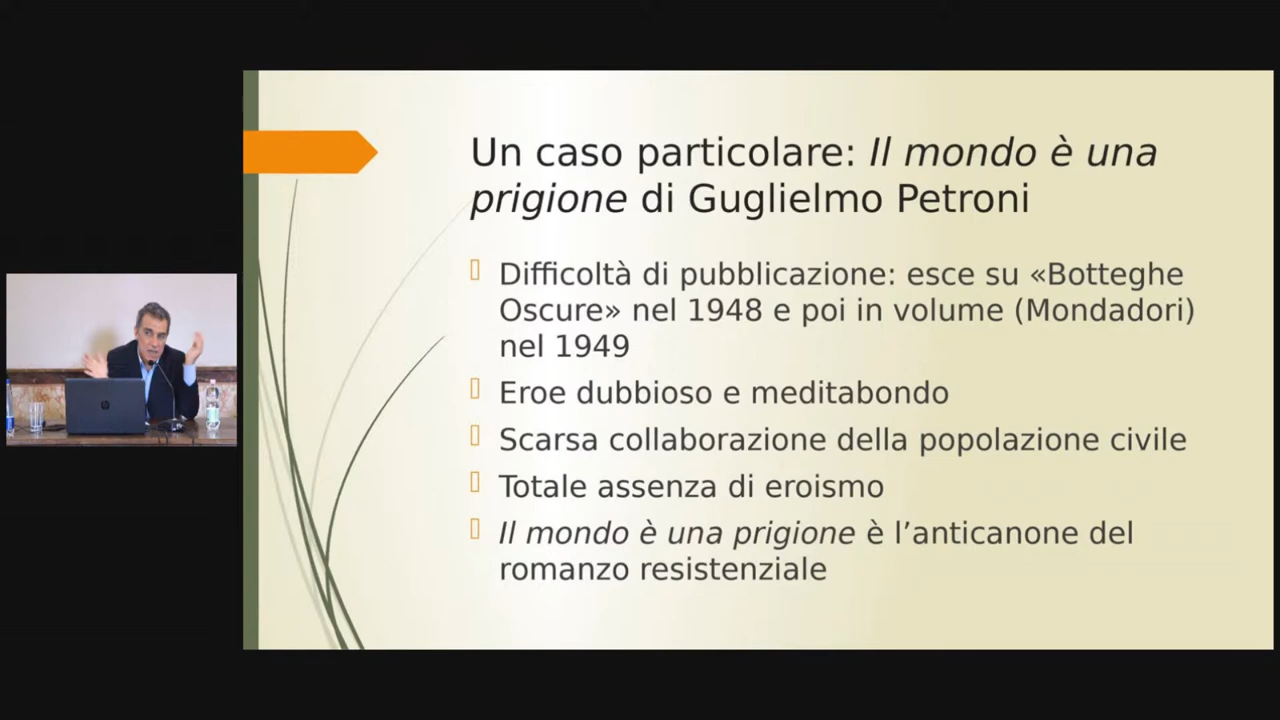 Un caso particolare: Il mondo è una
prigione di Guglielmo Petroni
Difficoltà di pubblicazione: esce su «Botteghe
Oscure» nel 1948 e poi in volume (Mondadori)
nel 1949
Eroe dubbioso e meditabondo
Scarsa collaborazione della popolazione civile
Totale assenza di eroismo
Il mondo è una prigione è l’anticanone del
romanzo resistenziale